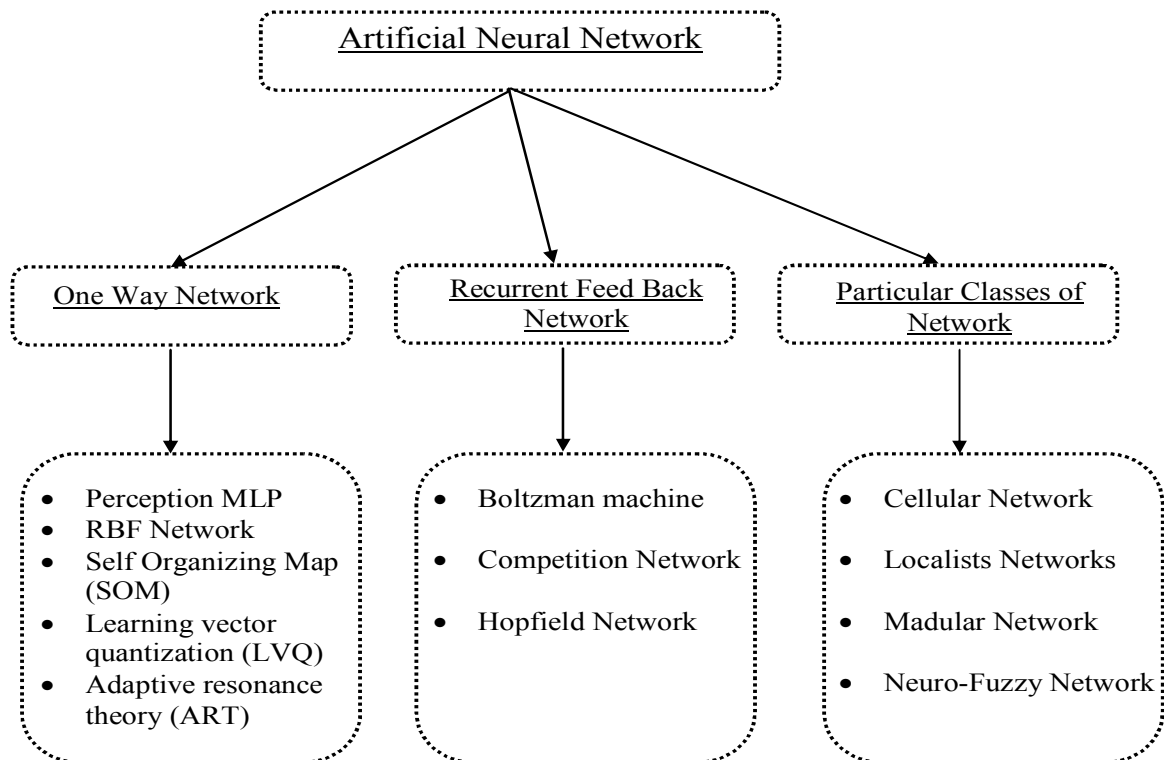 Artificial Neural Network
One Way Network
Recurrent Feed Back
Network
Particular Classes of
Network
• Perception MLP
• RBF Network
• Self Organizing Map
(SOM)
• Learning vector
quantization (LVQ)
• Adaptive resonance
theory (ART)
• Boltzman machine
• Competition Network
• Hopfield Network
• Cellular Network
• Localists Networks
• Madular Network
• Neuro-Fuzzy Network